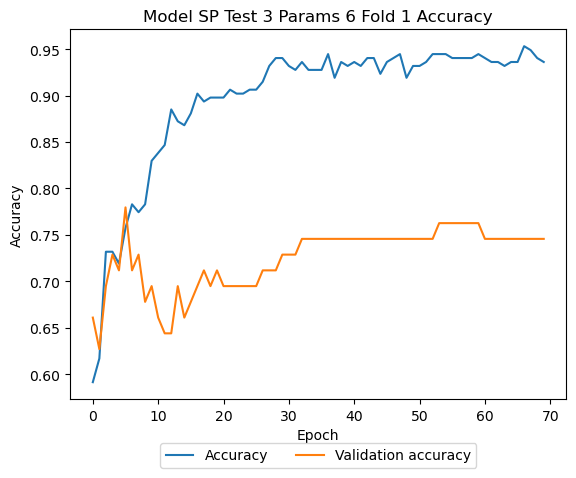 Model SP Test 3 Params 6 Fold 1 Accuracy
0.95
0.90
0.85
0.80
0.75
0.70
0.65
0.60
Accuracy
0 10 20 30 40 50 60 70
Epoch
Accuracy Validation accuracy